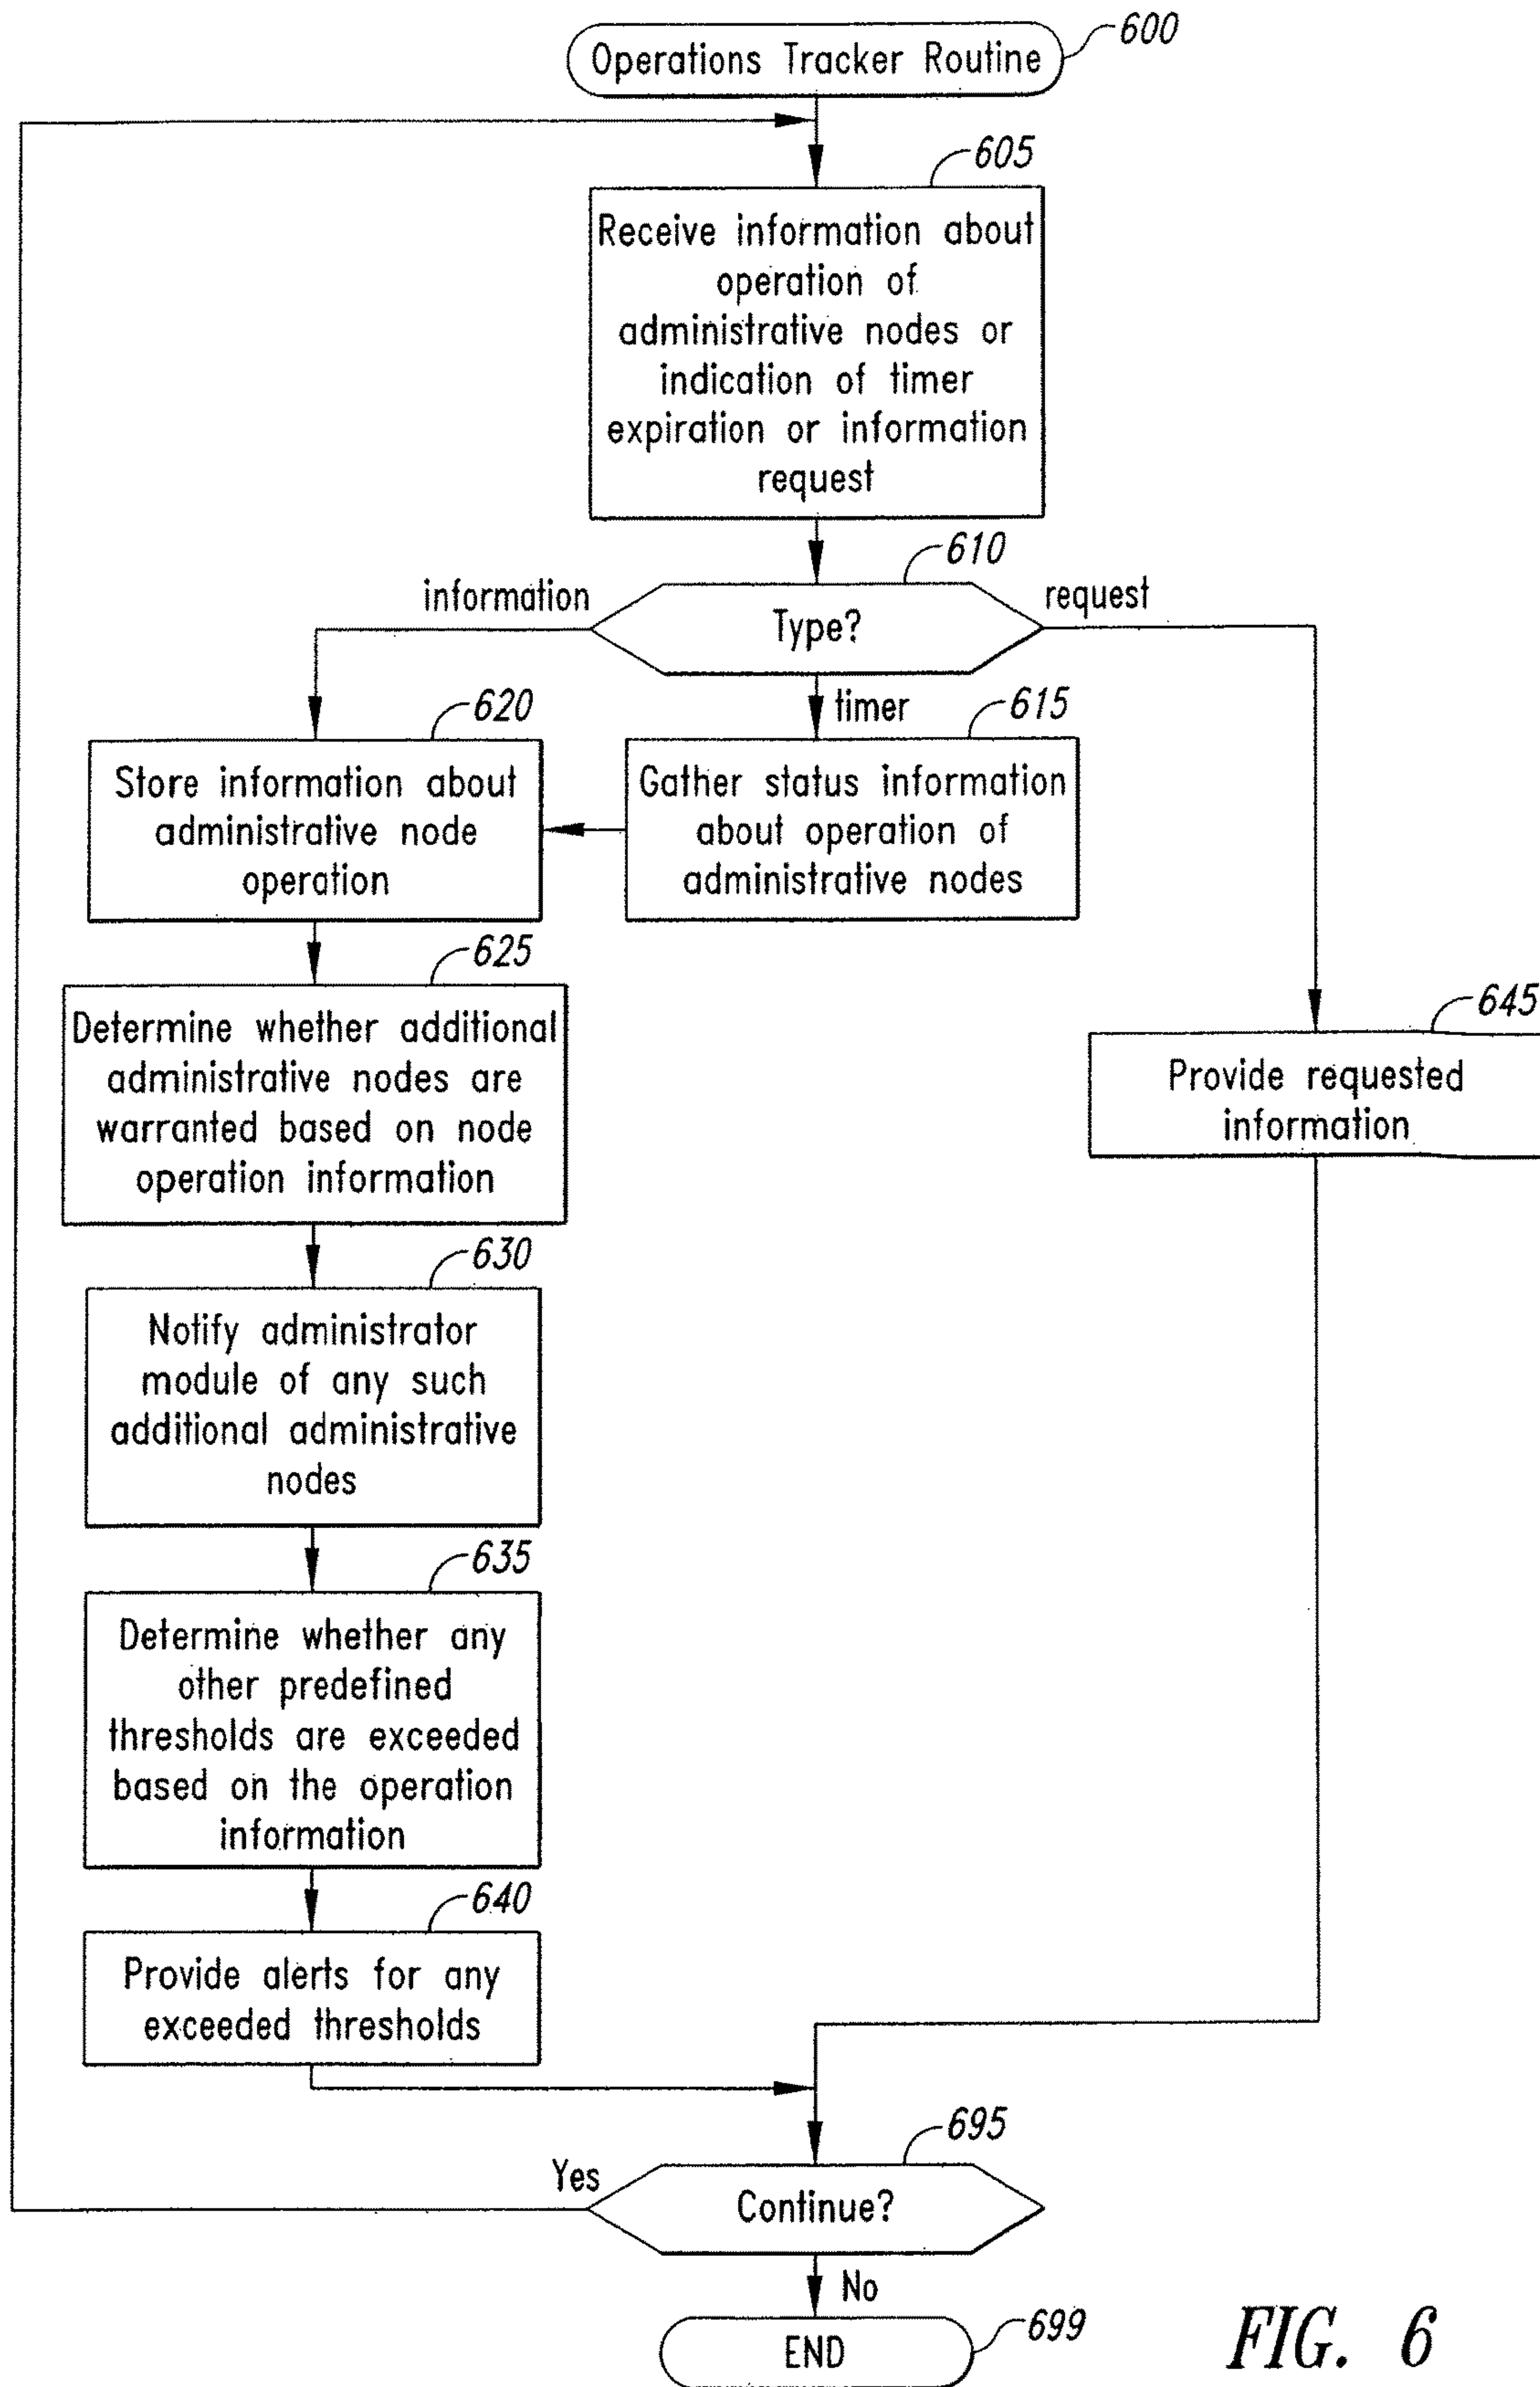 Operations Tracker Routine
600
605
Receive information about
operation of
administrative nodes or
indication of timer
expiration or information
request
610
information
request
Type?
timer
620
615
Store information about
administrative node
operation
Gather status information
about operation of
administrative nodes
625
Determine whether additional
administrative nodes are
warranted based on node
operation information
645
Provide requested
information
630
Notify administrator
module of any such
additional administrative
nodes
635
Determine whether any
other predefined
thresholds are exceeded
based on the operation
information
640
Provide alerts for any
exceeded thresholds
695
Yes
Continue?
No
699
END
FIG. 6